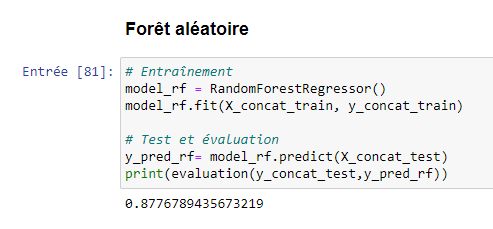 Forêt aléatoire
Entrée [81]:
# Entraînement
model_rf = RandomForestRegressor()
model_rf.fit(X_concat_train, y_concat_train)
# Test et évaluation
y_pred_rf= model_rf.predict(X_concat_test)
print(evaluation(y_concat_test,y_pred_rf))
0.8776789435673219